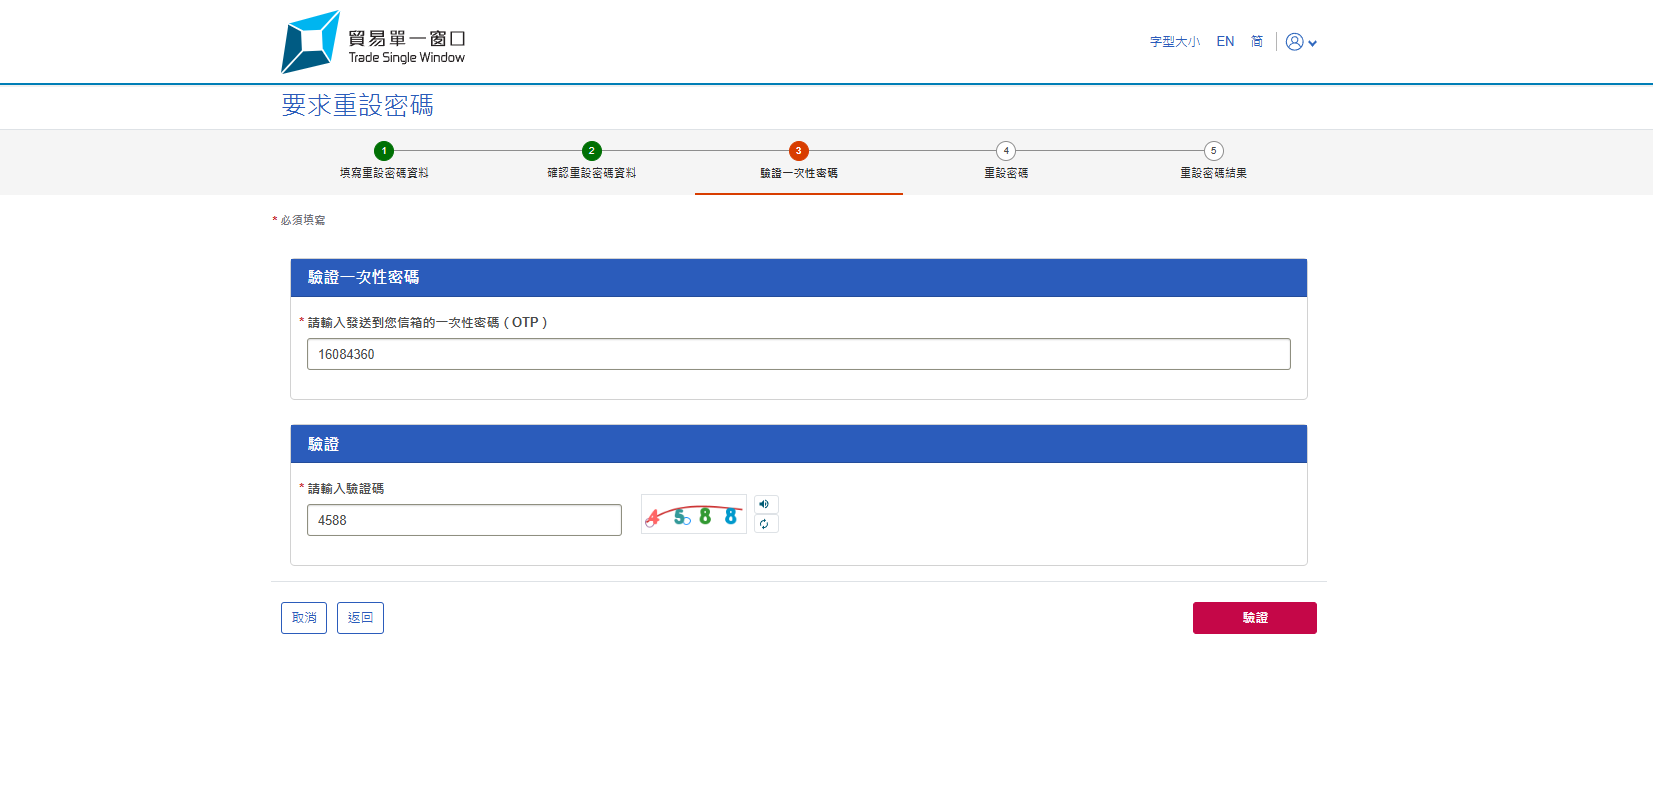 貿易單一窗口
Trade Single Window
字型大小 EN 简
要求重設密碼
1 2 3 4 5
填寫重設密碼資料 確認重設密碼資料 驗證一次性密碼 重設密碼 重設密碼結果
* 必須填寫
驗證一次性密碼
* 請輸入發送到您信箱的一次性密碼 ( OTP )
16084360
驗證
* 請輸入驗證碼
4588
4 5 8 8
取消 返回 驗證